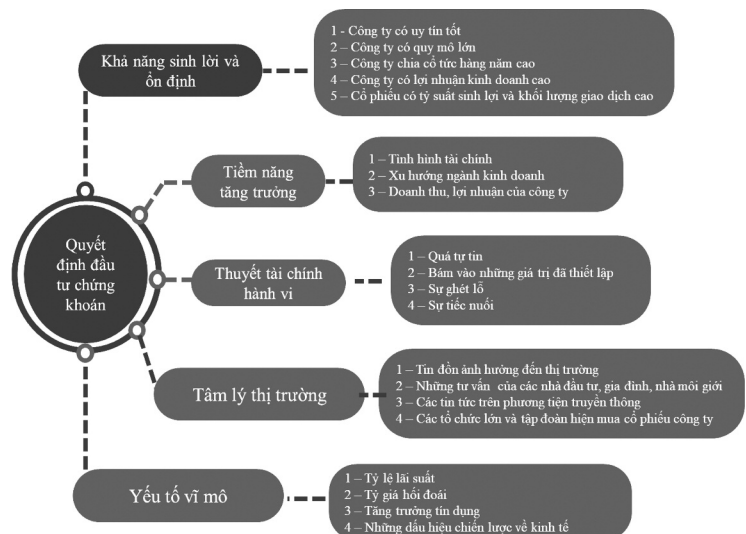 Khả năng sinh lời và
ổn định
1 - Công ty có uy tín tốt
2 – Công ty có quy mô lớn
3 – Công ty chia cổ tức hàng năm cao
4 – Công ty có lợi nhuận kinh doanh cao
5 – Cổ phiếu có tỷ suất sinh lợi và khối lượng giao dịch cao
Tiềm năng
tăng trưởng
1 – Tình hình tài chính
2 – Xu hướng ngành kinh doanh
3 – Doanh thu, lợi nhuận của công ty
Quyết
định đầu
tư chứng
khoán
Thuyết tài chính
hành vi
1 – Quá tự tin
2 – Bám vào những giá trị đã thiết lập
3 – Sự ghét lỗ
4 – Sự tiếc nuối
Tâm lý thị trường
1 – Tin đồn ảnh hưởng đến thị trường
2 – Những tư vấn của các nhà đầu tư, gia đình, nhà môi giới
3 – Các tin tức trên phương tiện truyền thông
4 – Các tổ chức lớn và tập đoàn hiện mua cổ phiếu công ty
Yếu tố vĩ mô
1 – Tỷ lệ lãi suất
2 – Tỷ giá hối đoái
3 – Tăng trưởng tín dụng
4 – Những dấu hiệu chiến lược về kinh tế